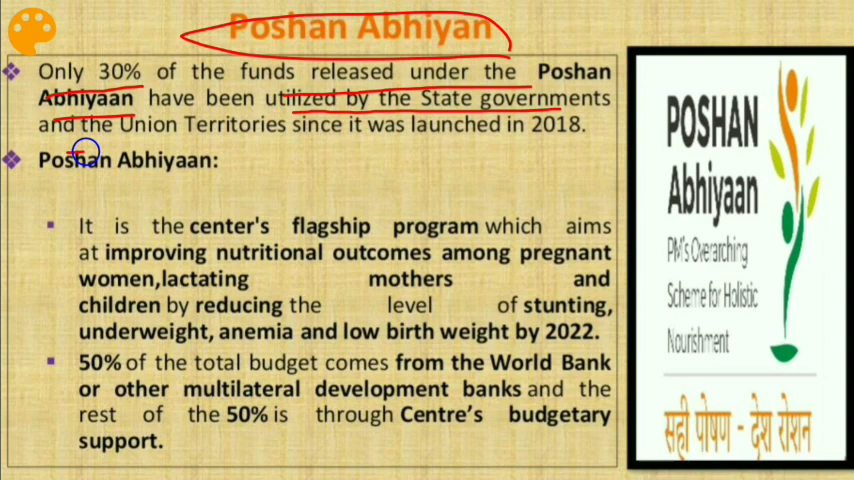 Poshan Abhiyan
Only 30% of the funds released under the Poshan
Abhiyaan have been utilized by the State governments
and the Union Territories since it was launched in 2018.
Poshan Abhiyaan:
It is the center's flagship program which aims
at improving nutritional outcomes among pregnant
women,lactating mothers and
children by reducing the level of stunting,
underweight, anemia and low birth weight by 2022.
50% of the total budget comes from the World Bank
or other multilateral development banks and the
rest of the 50% is through Centre's budgetary
support.
POSHAN
Abhiyaan
PM's Overarching
Scheme for Holistic
Nourishment
सही पोषण - देश रोशन